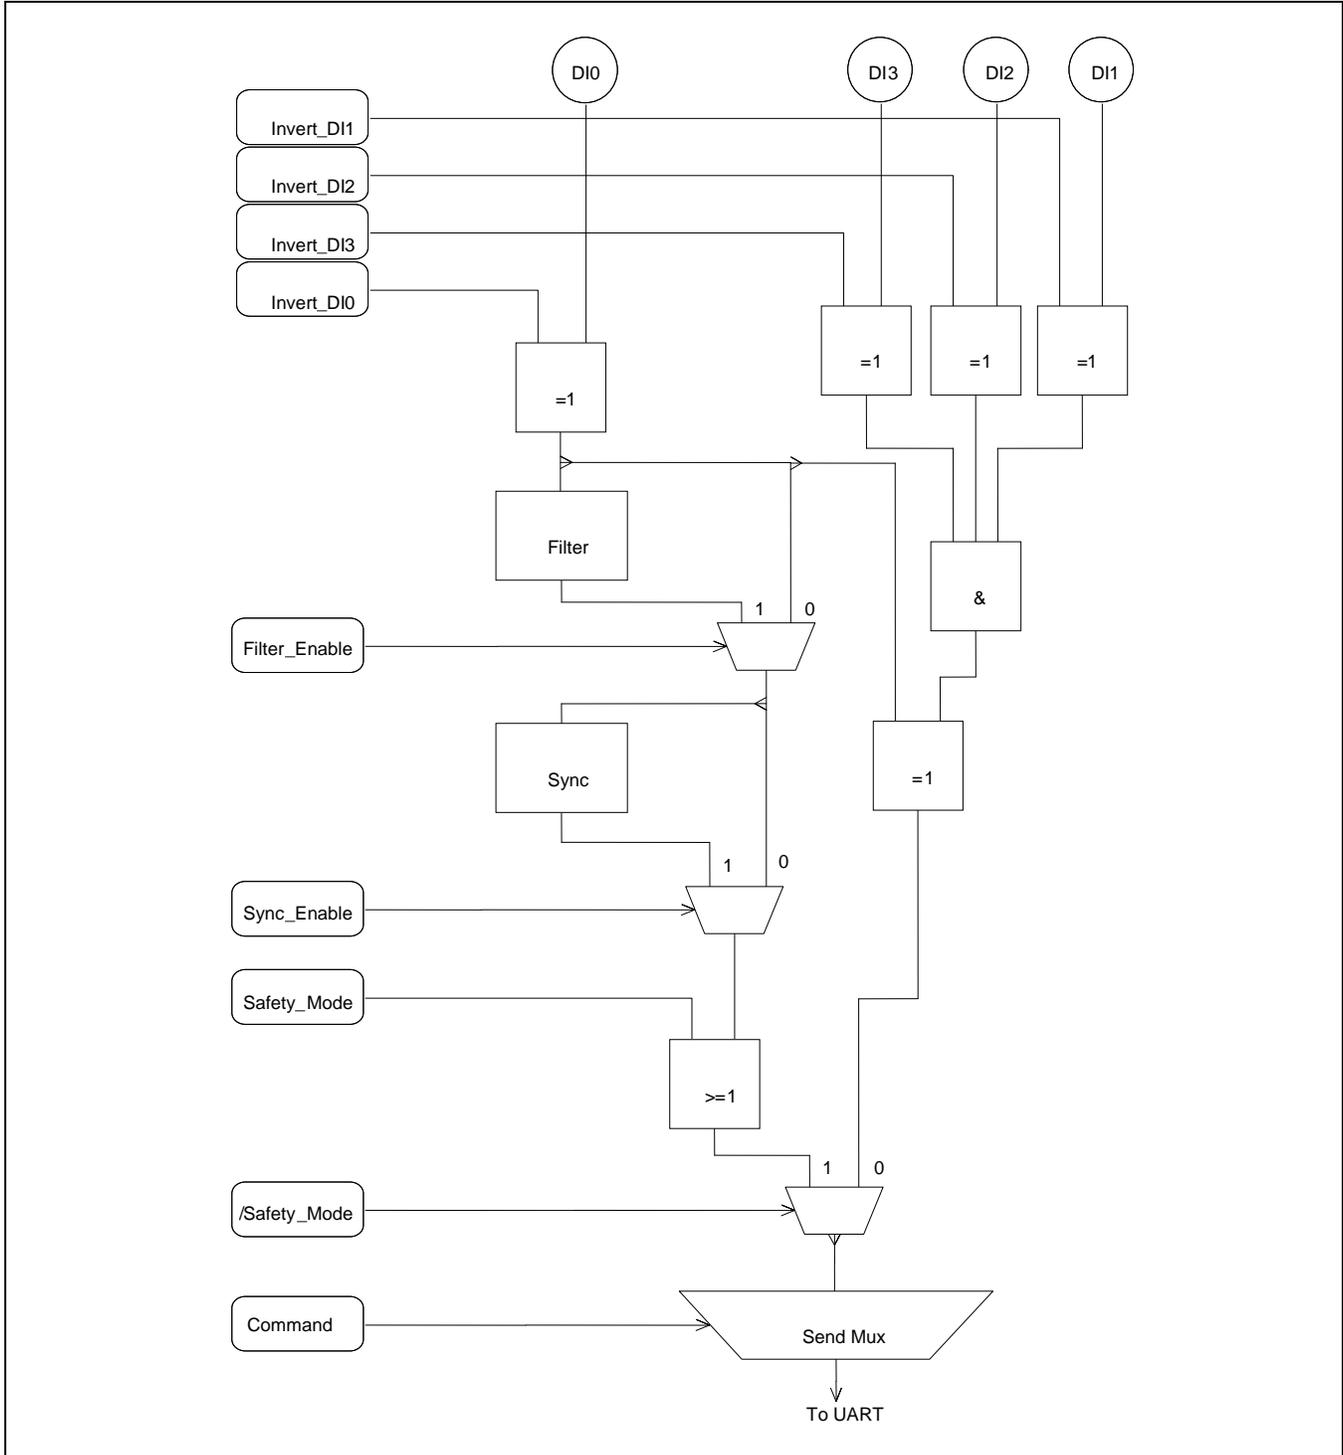 DI0
DI3
DI2
DI1
Invert_DI1
Invert_DI2
Invert_DI3
Invert_DI0
=1
=1
=1
=1
Filter
&
1
0
Filter_Enable
Sync
=1
1
0
Sync_Enable
Safety_Mode
>=1
1
0
/Safety_Mode
Command
Send Mux
To UART